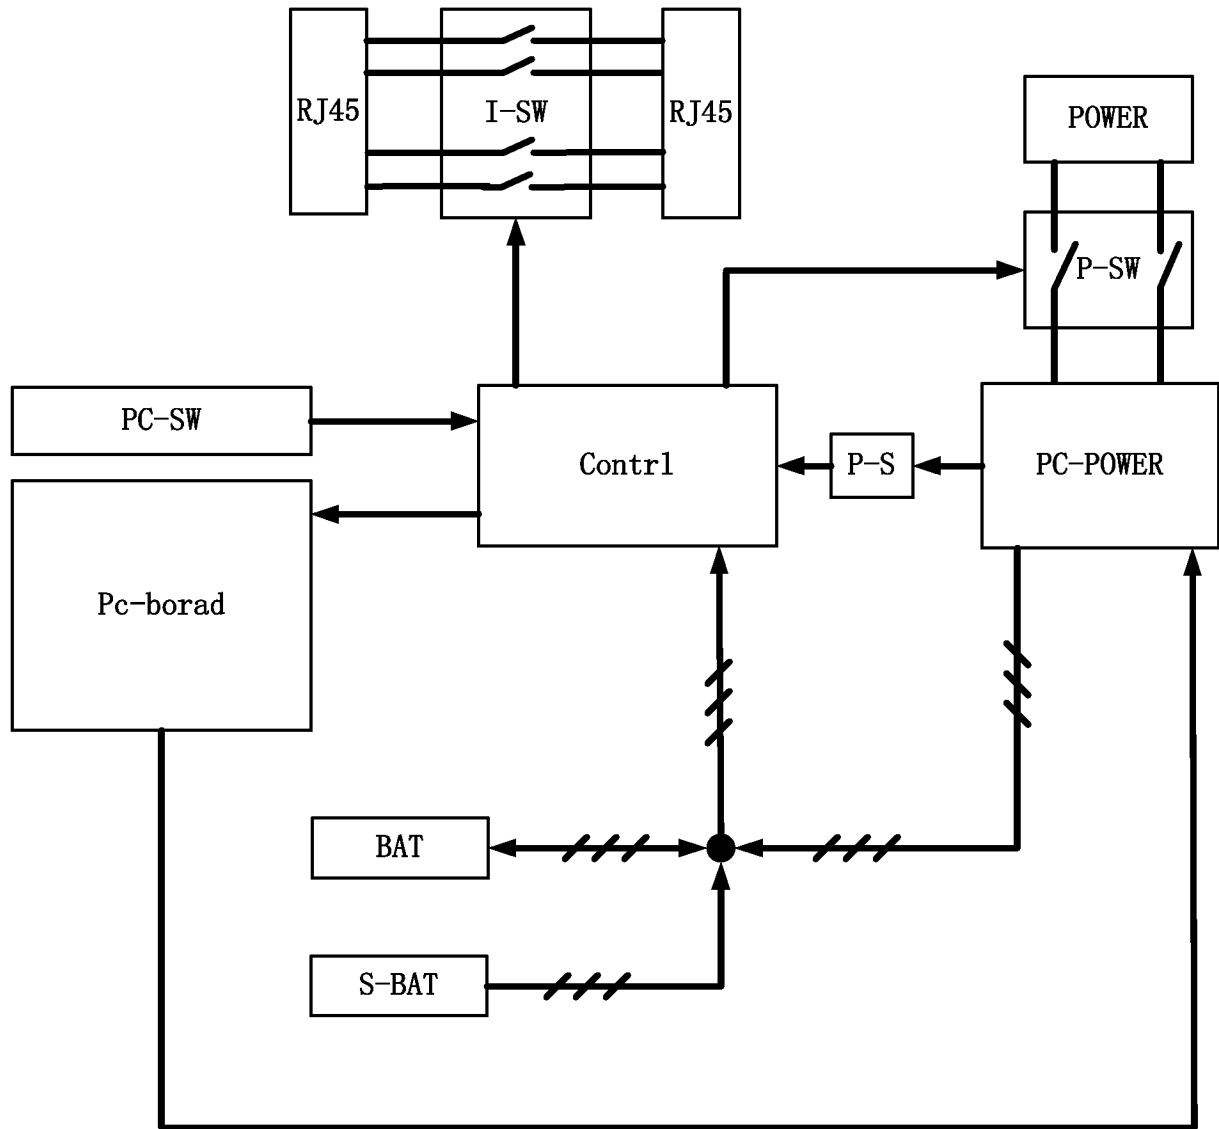 RJ45
I-SW
RJ45
POWER
P-SW
PC-SW
Contrl
P-S
PC-POWER
Pc-borad
BAT
S-BAT